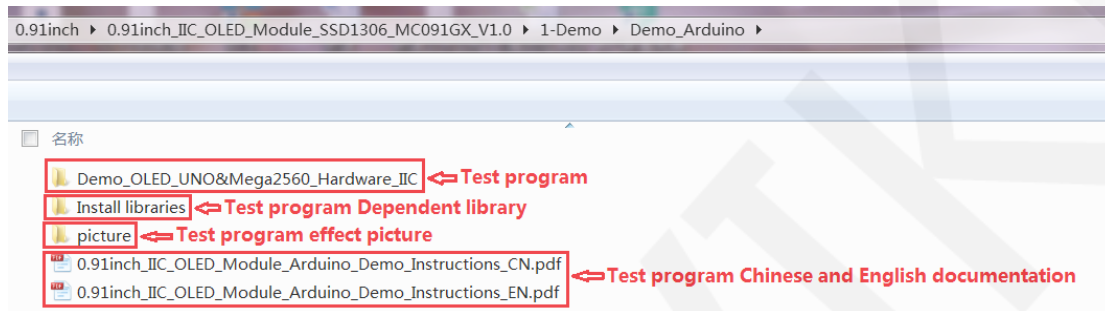 0.91inch ▸ 0.91inch_IIC_OLED_Module_SSD1306_MC091GX_V1.0 ▸ 1-Demo ▸ Demo_Arduino ▸
名称
Demo_OLED_UNO&Mega2560_Hardware_IIC Test program
Install libraries Test program Dependent library
picture Test program effect picture
0.91inch_IIC_OLED_Module_Arduino_Demo_Instructions_CN.pdf
Test program Chinese and English documentation
0.91inch_IIC_OLED_Module_Arduino_Demo_Instructions_EN.pdf